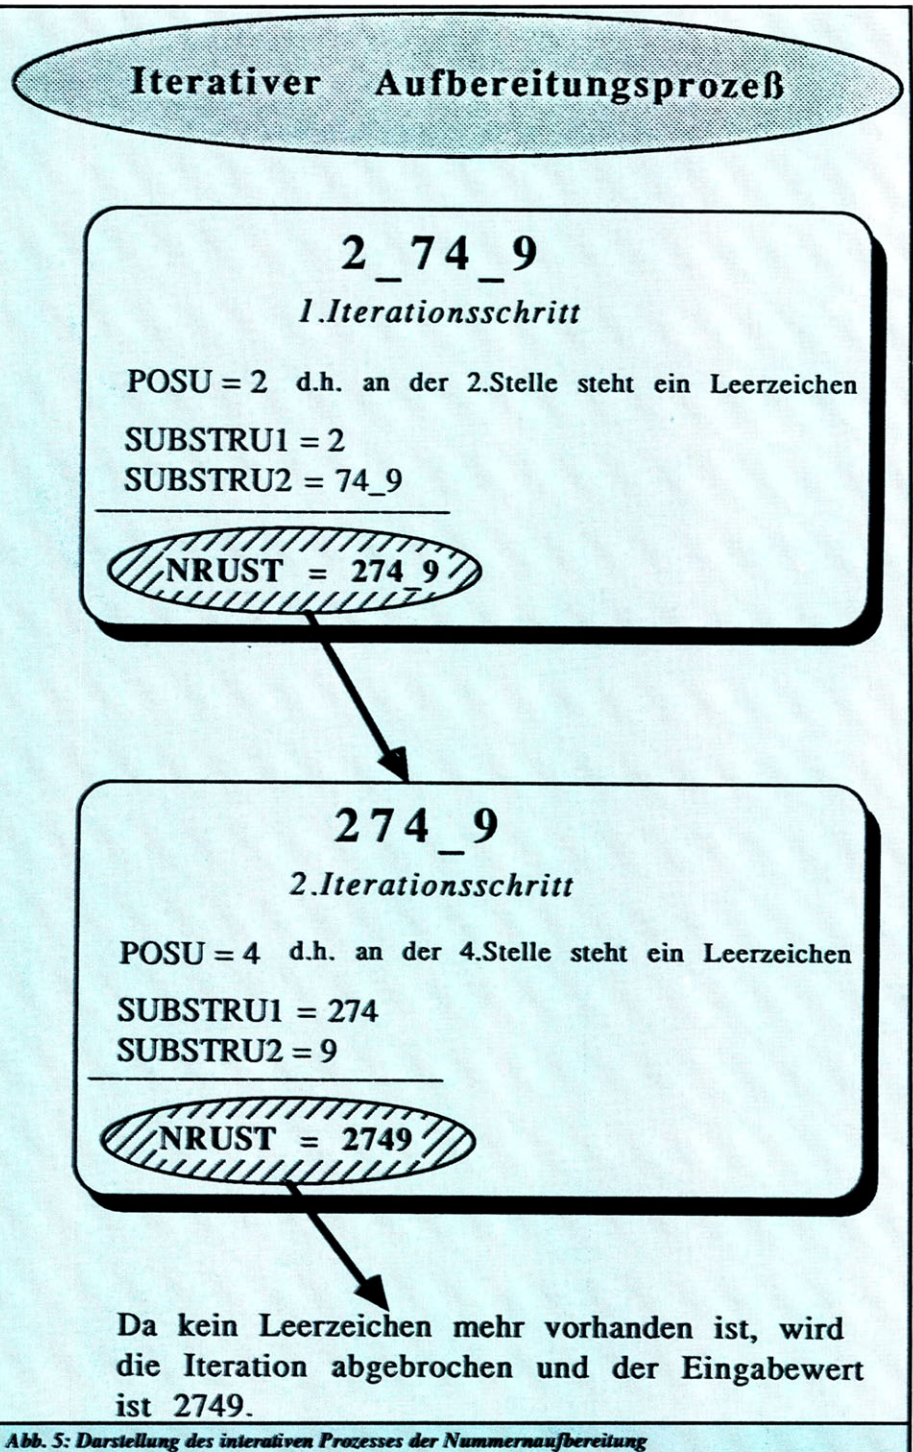 Iterativer Aufbereitungsprozeß
2_74_9
1.Iterationsschritt
POSU = 2 d.h. an der 2.Stelle steht ein Leerzeichen
SUBSTRU1 = 2
SUBSTRU2 = 74_9
NRUST = 274_9
274_9
2.Iterationsschritt
POSU = 4 d.h. an der 4.Stelle steht ein Leerzeichen
SUBSTRU1 = 274
SUBSTRU2 = 9
NRUST = 2749
Da kein Leerzeichen mehr vorhanden ist, wird
die Iteration abgebrochen und der Eingabewert
ist 2749.
Abb. 5: Darstellung des interativen Prozesses der Nummernaufbereitung